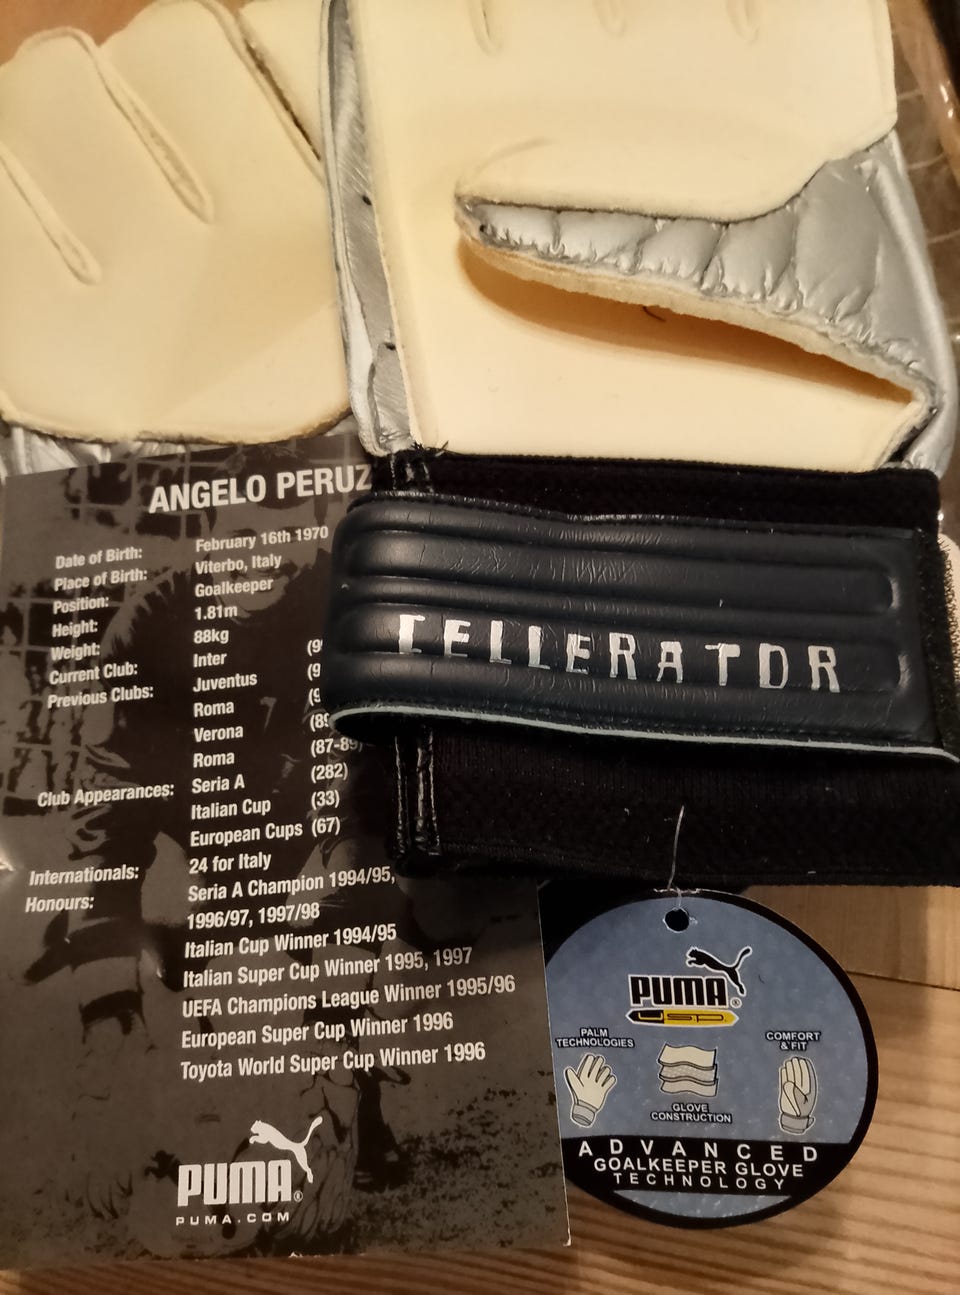 ANGELO PERUZ
Date of Birth: February 16th 1970
Place of Birth: Viterbo, Italy
Position: Goalkeeper
Height: 1.81m
Weight: 88kg
Current Club: Inter
Previous Clubs: Juventus
Roma
Verona (89
Roma (87-89)
Club Appearances: Seria A (282)
Italian Cup (33)
European Cups (67)
Internationals: 24 for Italy
Honours: Seria A Champion 1994/95,
1996/97, 1997/98
Italian Cup Winner 1994/95
Italian Super Cup Winner 1995, 1997
UEFA Champions League Winner 1995/96
European Super Cup Winner 1996
Toyota World Super Cup Winner 1996
PUMA®
PUMA.COM
CELLERATOR
PUMA®
USP
PALM
TECHNOLOGIES
GLOVE
CONSTRUCTION
COMFORT
& FIT
ADVANCED
GOALKEEPER GLOVE
TECHNOLOGY